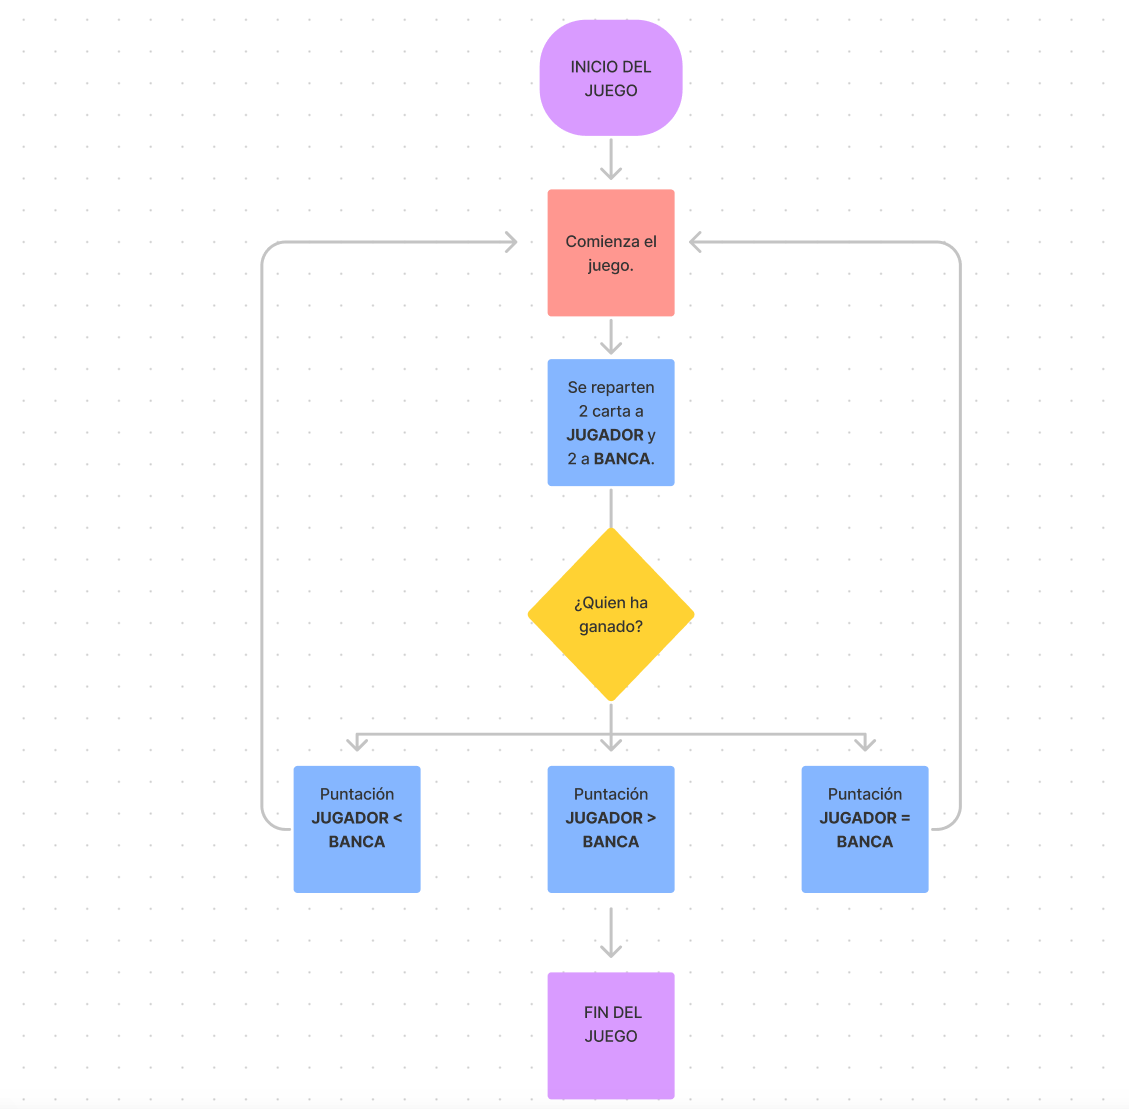 INICIO DEL
JUEGO
Comienza el
juego.
Se reparten
2 carta a
JUGADOR y
2 a BANCA.
¿Quien ha
ganado?
Puntación
JUGADOR <
BANCA
Puntación
JUGADOR >
BANCA
Puntación
JUGADOR =
BANCA
FIN DEL
JUEGO